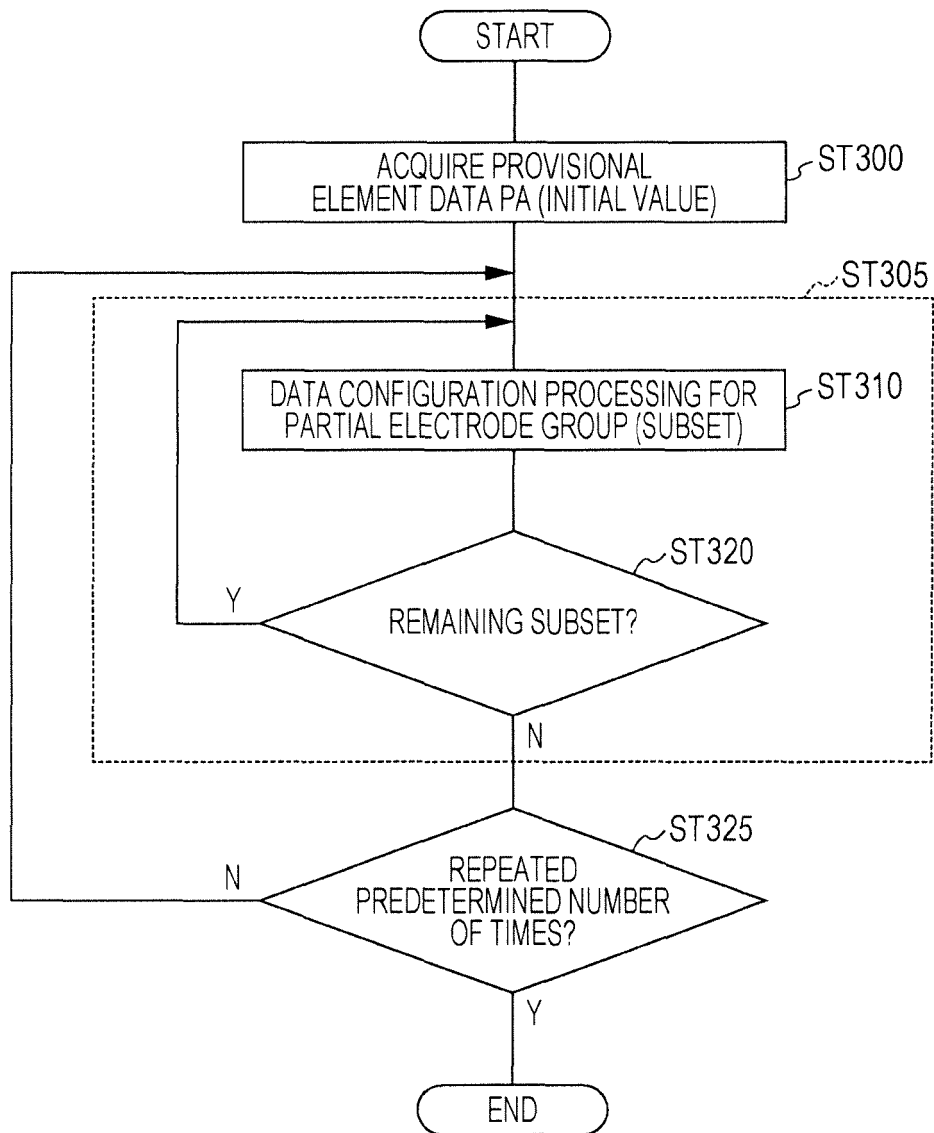 START
ACQUIRE PROVISIONAL
ELEMENT DATA PA (INITIAL VALUE)
ST300
ST305
DATA CONFIGURATION PROCESSING FOR
PARTIAL ELECTRODE GROUP (SUBSET)
ST310
ST320
Y
REMAINING SUBSET?
N
ST325
N
REPEATED
PREDETERMINED NUMBER
OF TIMES?
Y
END